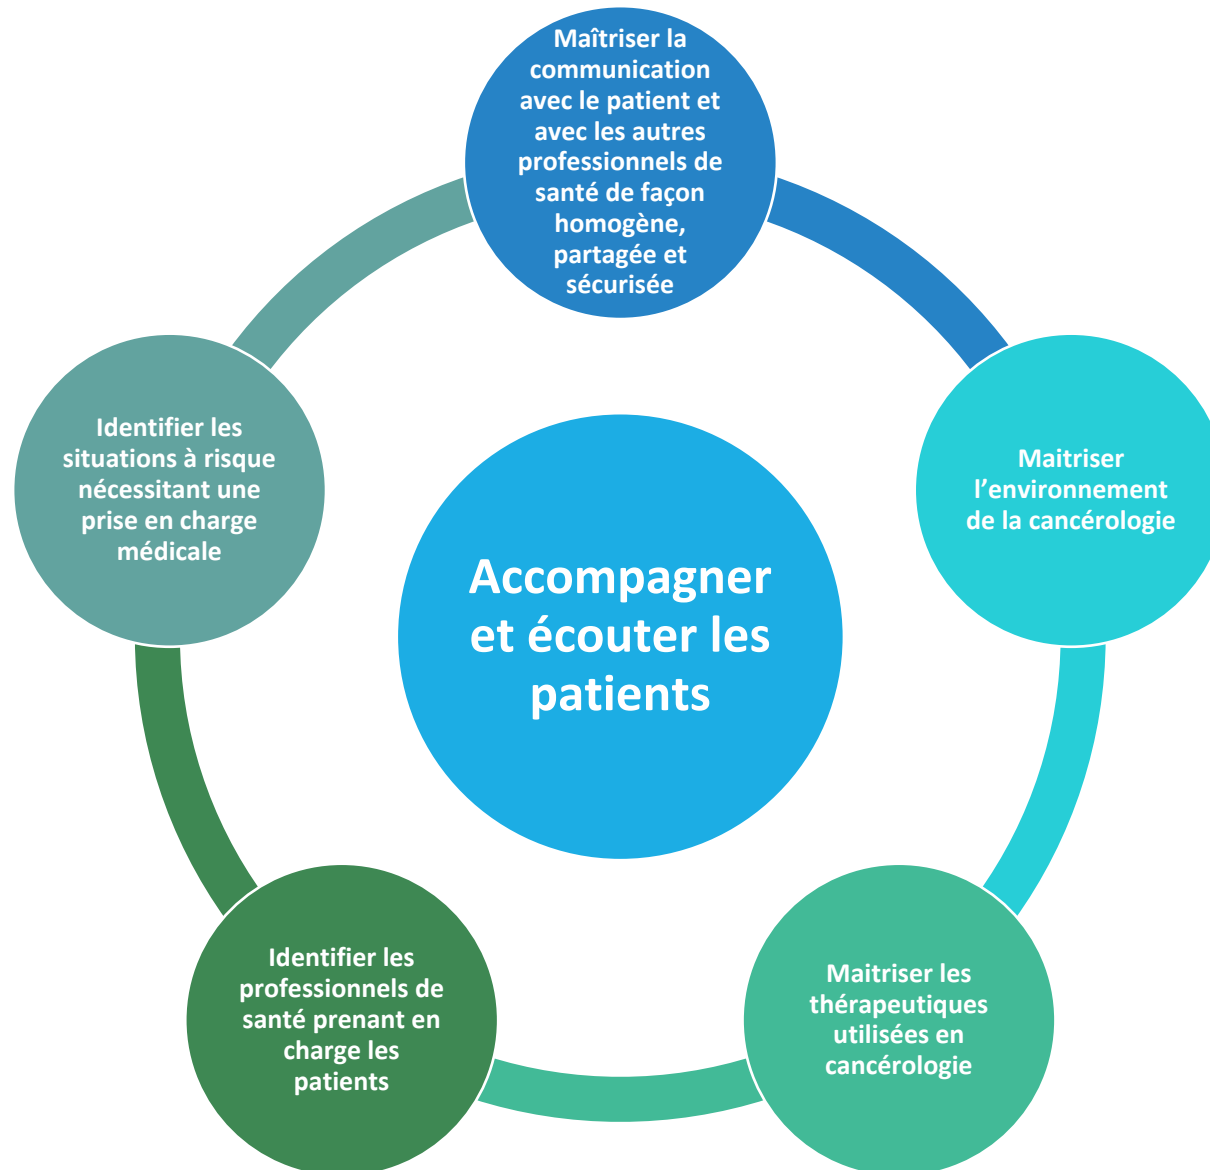 Maîtriser la
communication
avec le patient et
avec les autres
professionnels de
santé de façon
homogène,
partagée et
sécurisée
Maitriser
l’environnement
de la cancérologie
Maitriser les
thérapeutiques
utilisées en
cancérologie
Identifier les
professionnels de
santé prenant en
charge les
patients
Identifier les
situations à risque
nécessitant une
prise en charge
médicale
Accompagner
et écouter les
patients